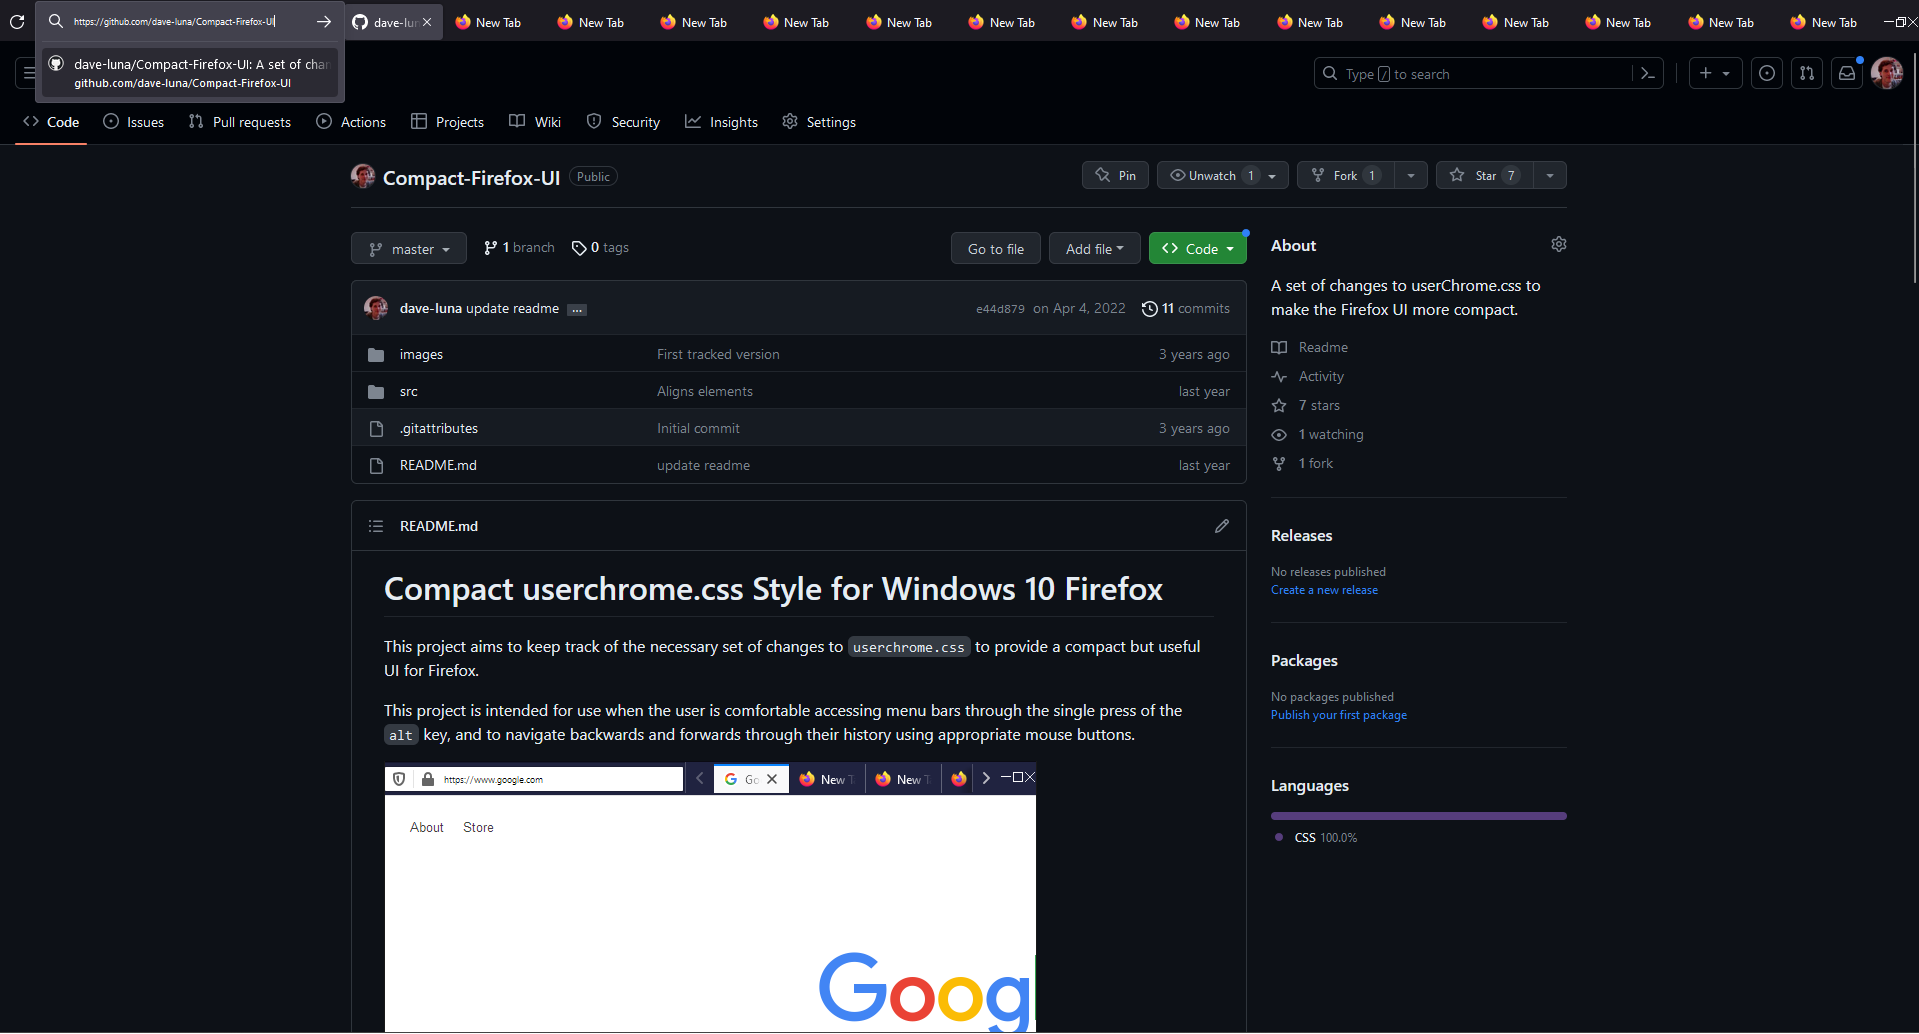 https://github.com/dave-luna/Compact-Firefox-UI
dave-lun
New Tab
New Tab
New Tab
New Tab
New Tab
New Tab
New Tab
New Tab
New Tab
New Tab
New Tab
New Tab
New Tab
New Tab
dave-luna/Compact-Firefox-UI: A set of chan
github.com/dave-luna/Compact-Firefox-UI
Type / to search
Code
Issues
Pull requests
Actions
Projects
Wiki
Security
Insights
Settings
Compact-Firefox-UI Public
Pin
Unwatch 1
Fork 1
Star 7
master
1 branch
0 tags
Go to file
Add file
Code
dave-luna update readme ...
e44d879 on Apr 4, 2022
11 commits
images First tracked version 3 years ago
src Aligns elements last year
.gitattributes Initial commit 3 years ago
README.md update readme last year
README.md
Compact userchrome.css Style for Windows 10 Firefox
This project aims to keep track of the necessary set of changes to userchrome.css to provide a compact but useful
UI for Firefox.
This project is intended for use when the user is comfortable accessing menu bars through the single press of the
alt key, and to navigate backwards and forwards through their history using appropriate mouse buttons.
https://www.google.com
Go
New T
New T
About Store
Goog
About
A set of changes to userChrome.css to
make the Firefox UI more compact.
Readme
Activity
7 stars
1 watching
1 fork
Releases
No releases published
Create a new release
Packages
No packages published
Publish your first package
Languages
CSS 100.0%